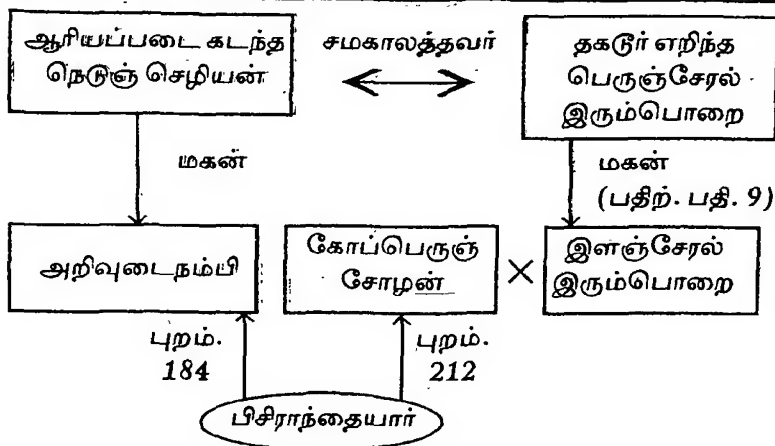 ஆரியப்படை கடந்த
நெடுஞ் செழியன்
சமகாலத்தவர்
தகடூர் எறிந்த
பெருஞ்சேரல்
இரும்பொறை
மகன்
மகன்
(பதிற். பதி. 9)
அறிவுடைநம்பி
கோப்பெருஞ்
சோழன்
×
இளஞ்சேரல்
இரும்பொறை
புறம்.
184
புறம்.
212
பிசிராந்தையார்